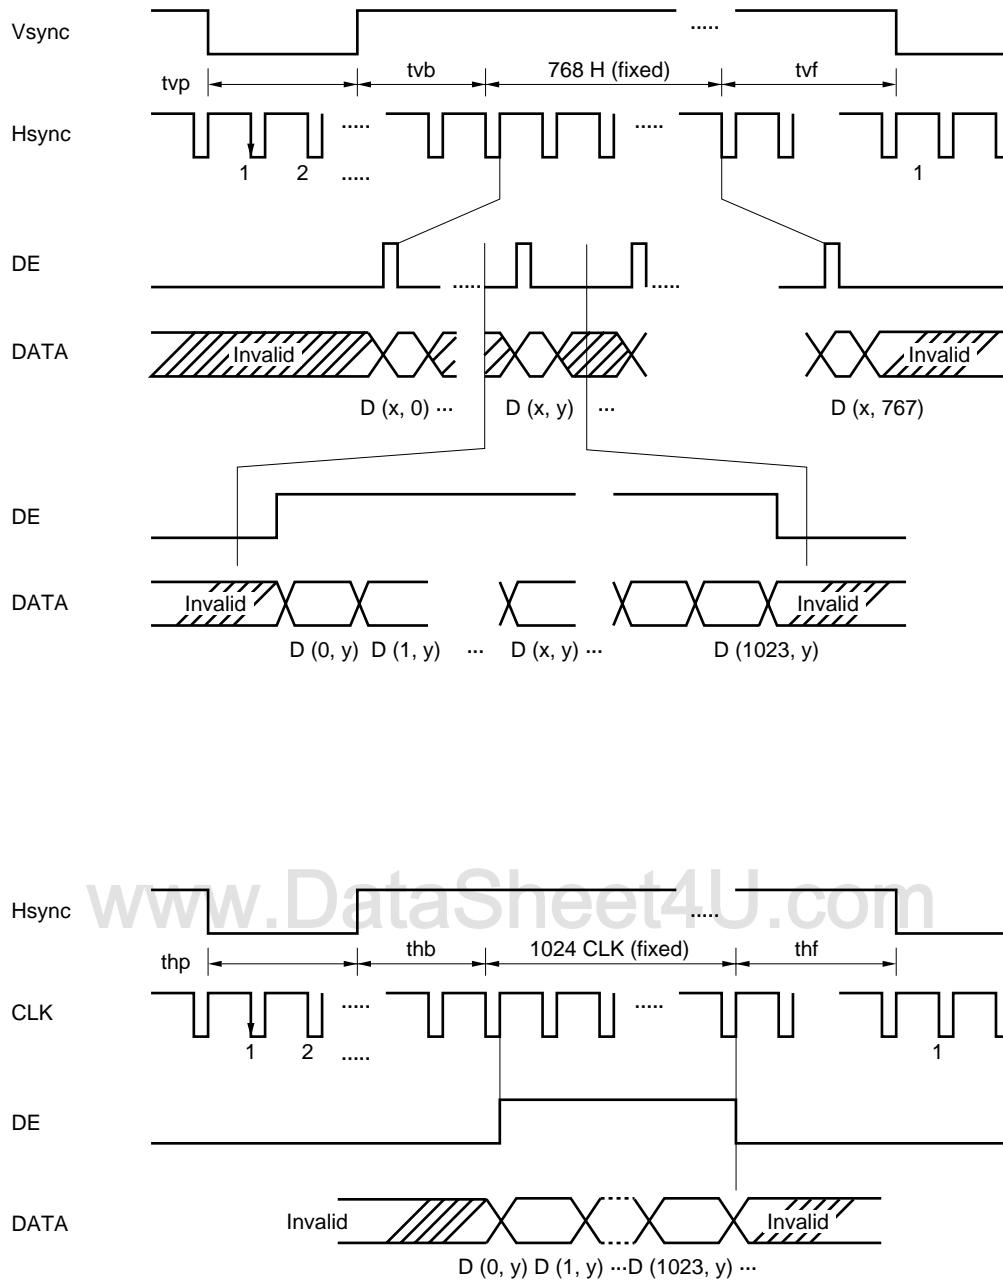 Vsync
.....
tvp
tvb
768 H (fixed)
tvf
Hsync
.....
.....
1
2
.....
1
DE
.....
.....
DATA
Invalid
Invalid
D (x, 0) ...
D (x, y)
...
D (x, 767)
DE
DATA
Invalid
Invalid
D (0, y)
D (1, y)
...
D (x, y) ...
D (1023, y)
www.DataSheet4U.com
Hsync
.....
thp
thb
1024 CLK (fixed)
thf
CLK
.....
.....
1
2
.....
1
DE
DATA
Invalid
Invalid
D (0, y) D (1, y) ...D (1023, y) ...